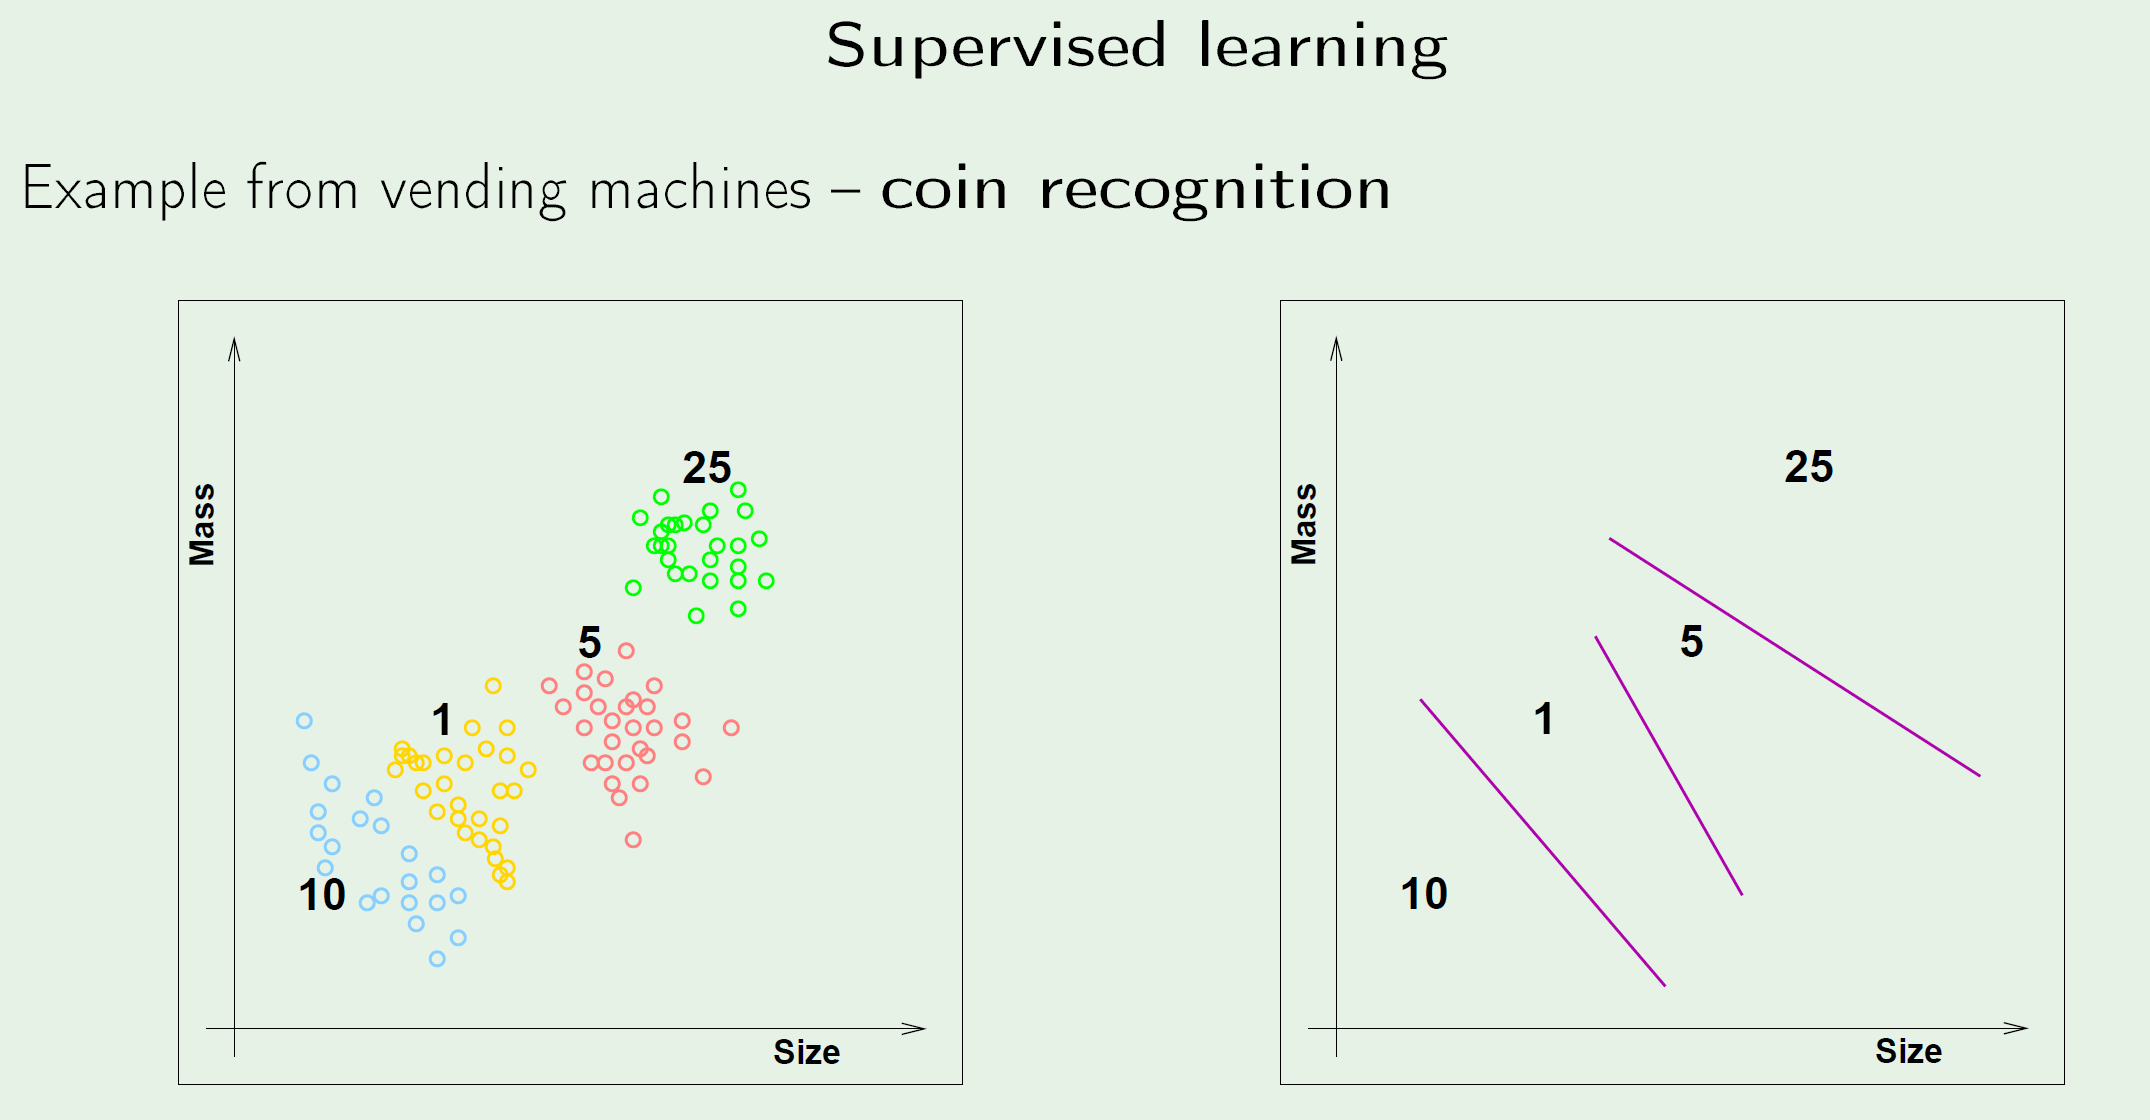 Supervised learning
Example from vending machines – coin recognition
25
5
1
10
Mass
Size
25
5
1
10
Mass
Size